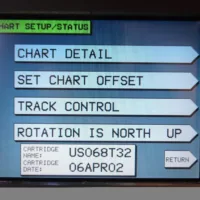 HART SETUP/STATUS
CHART DETAIL
SET CHART OFFSET
TRACK CONTROL
ROTATION IS NORTH UP
CARTRIDGE NAME: US068T32
CARTRIDGE DATE: 06APR02
RETURN